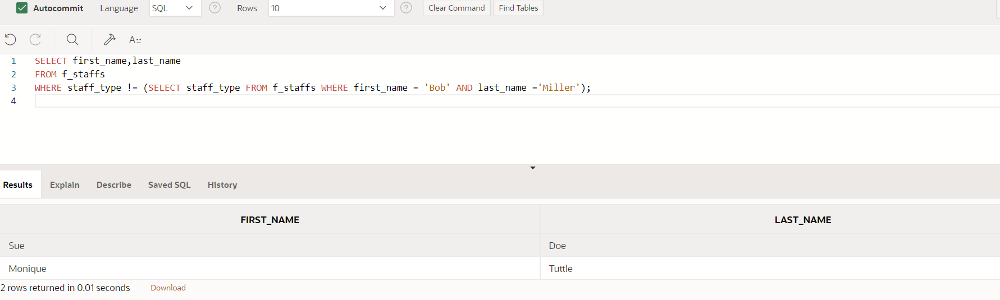 Autocommit Language SQL ? Rows 10 ? Clear Command Find Tables
A::
1 SELECT first_name,last_name
2 FROM f_staffs
3 WHERE staff_type != (SELECT staff_type FROM f_staffs WHERE first_name = 'Bob' AND last_name ='Miller');
4
Results Explain Describe Saved SQL History
FIRST_NAME LAST_NAME
Sue Doe
Monique Tuttle
2 rows returned in 0.01 seconds Download